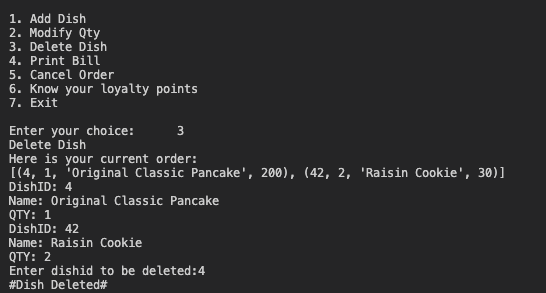 1. Add Dish
2. Modify Qty
3. Delete Dish
4. Print Bill
5. Cancel Order
6. Know your loyalty points
7. Exit
Enter your choice:      3
Delete Dish
Here is your current order:
[(4, 1, 'Original Classic Pancake', 200), (42, 2, 'Raisin Cookie', 30)]
DishID: 4
Name: Original Classic Pancake
QTY: 1
DishID: 42
Name: Raisin Cookie
QTY: 2
Enter dishid to be deleted:4
#Dish Deleted#